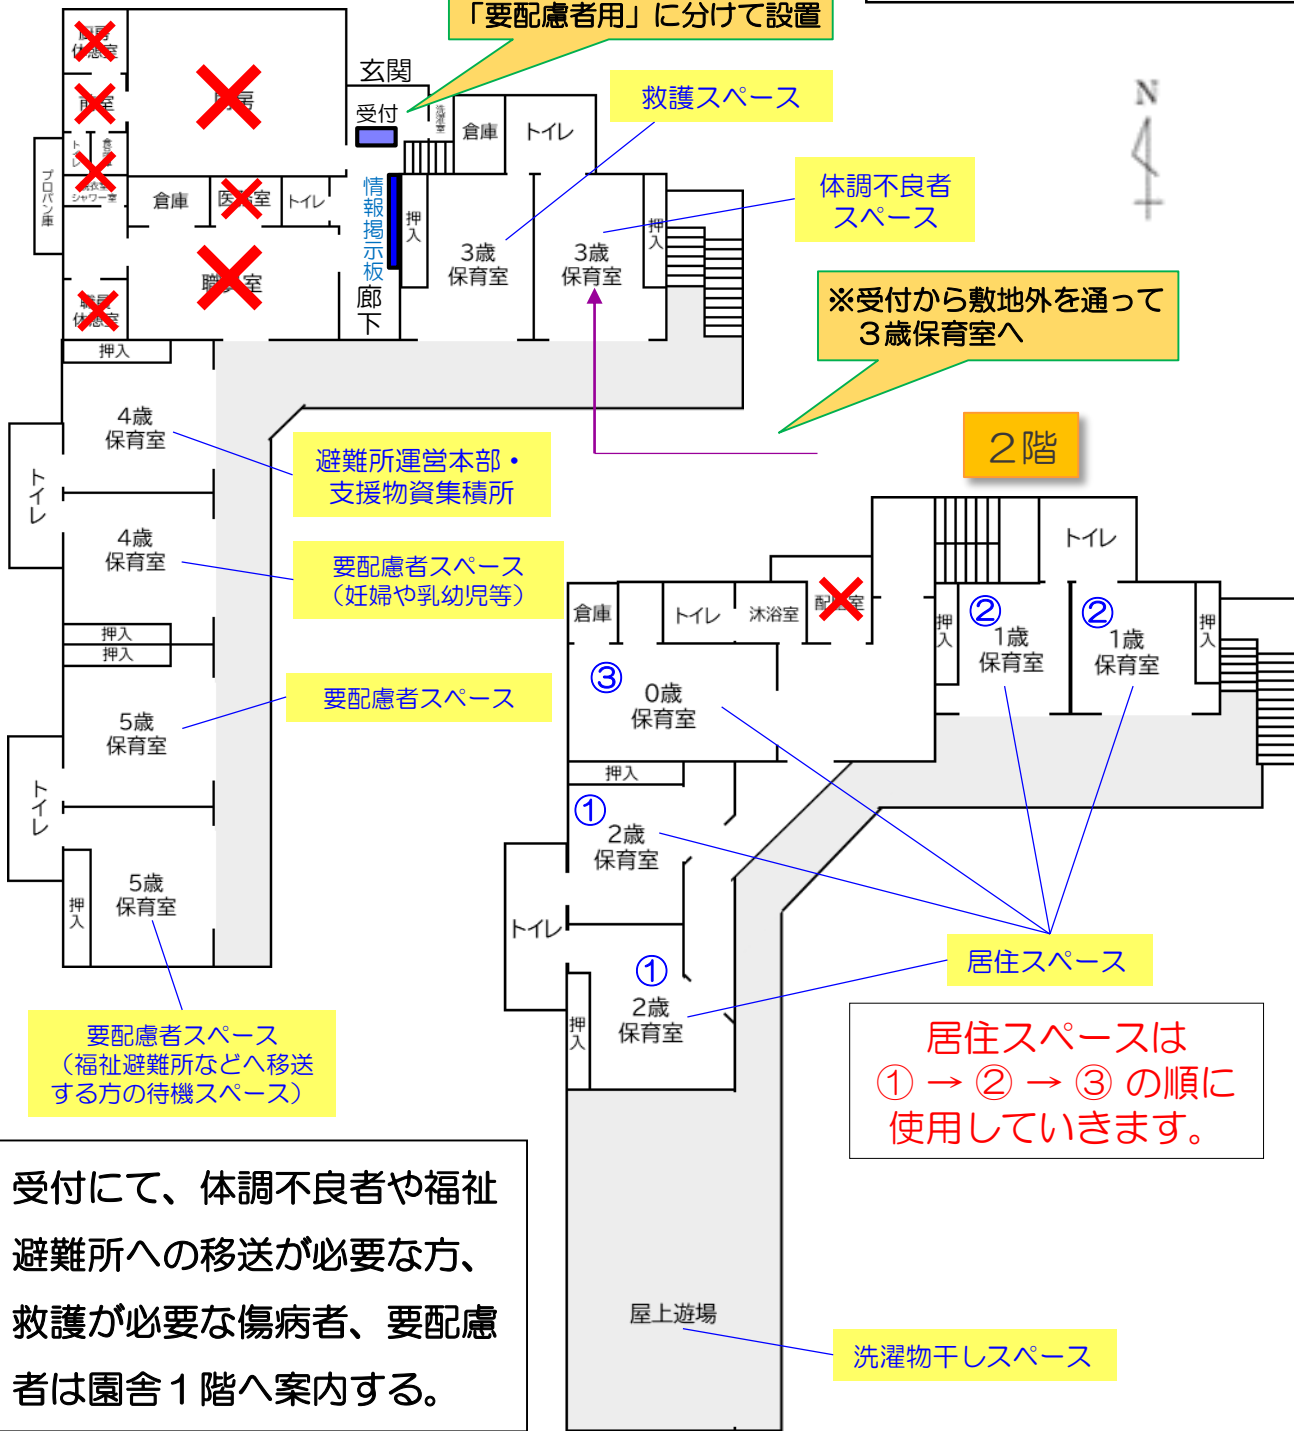 「要配慮者用」に分けて設置
玄関
受付
洗濯室
倉庫
トイレ
救護スペース
体調不良者
スペース
プロパン庫
倉庫
トイレ
情報掲示板
廊下
押入
3歳
保育室
3歳
保育室
押入
※受付から敷地外を通って
３歳保育室へ
N
押入
4歳
保育室
トイレ
避難所運営本部・
支援物資集積所
4歳
保育室
要配慮者スペース
（妊婦や乳幼児等）
押入
押入
5歳
保育室
要配慮者スペース
トイレ
5歳
保育室
押入
要配慮者スペース
（福祉避難所などへ移送
する方の待機スペース）
２階
トイレ
倉庫
トイレ
沐浴室
押入
②
1歳
保育室
②
1歳
保育室
押入
③
0歳
保育室
押入
①
2歳
保育室
トイレ
①
2歳
保育室
押入
居住スペース
居住スペースは
① → ② → ③ の順に
使用していきます。
屋上遊場
洗濯物干しスペース
受付にて、体調不良者や福祉
避難所への移送が必要な方、
救護が必要な傷病者、要配慮
者は園舎１階へ案内する。